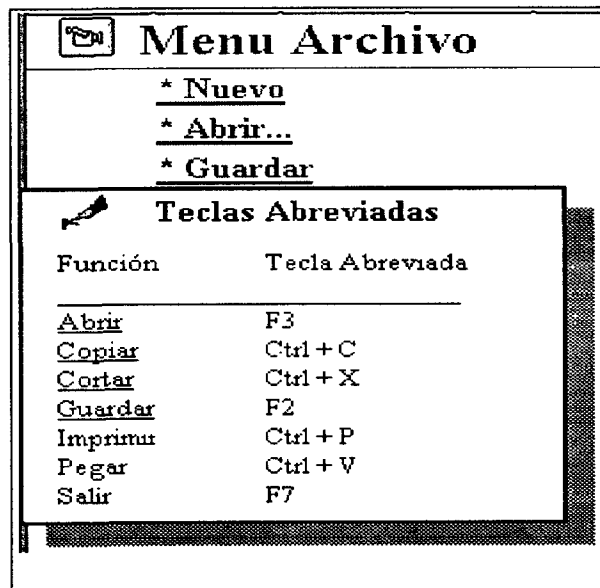 Menu Archivo
* Nuevo
* Abrir...
* Guardar
Teclas Abreviadas
Función Tecla Abreviada
Abrir F3
Copiar Ctrl + C
Cortar Ctrl + X
Guardar F2
Imprimir Ctrl + P
Pegar Ctrl + V
Salir F7